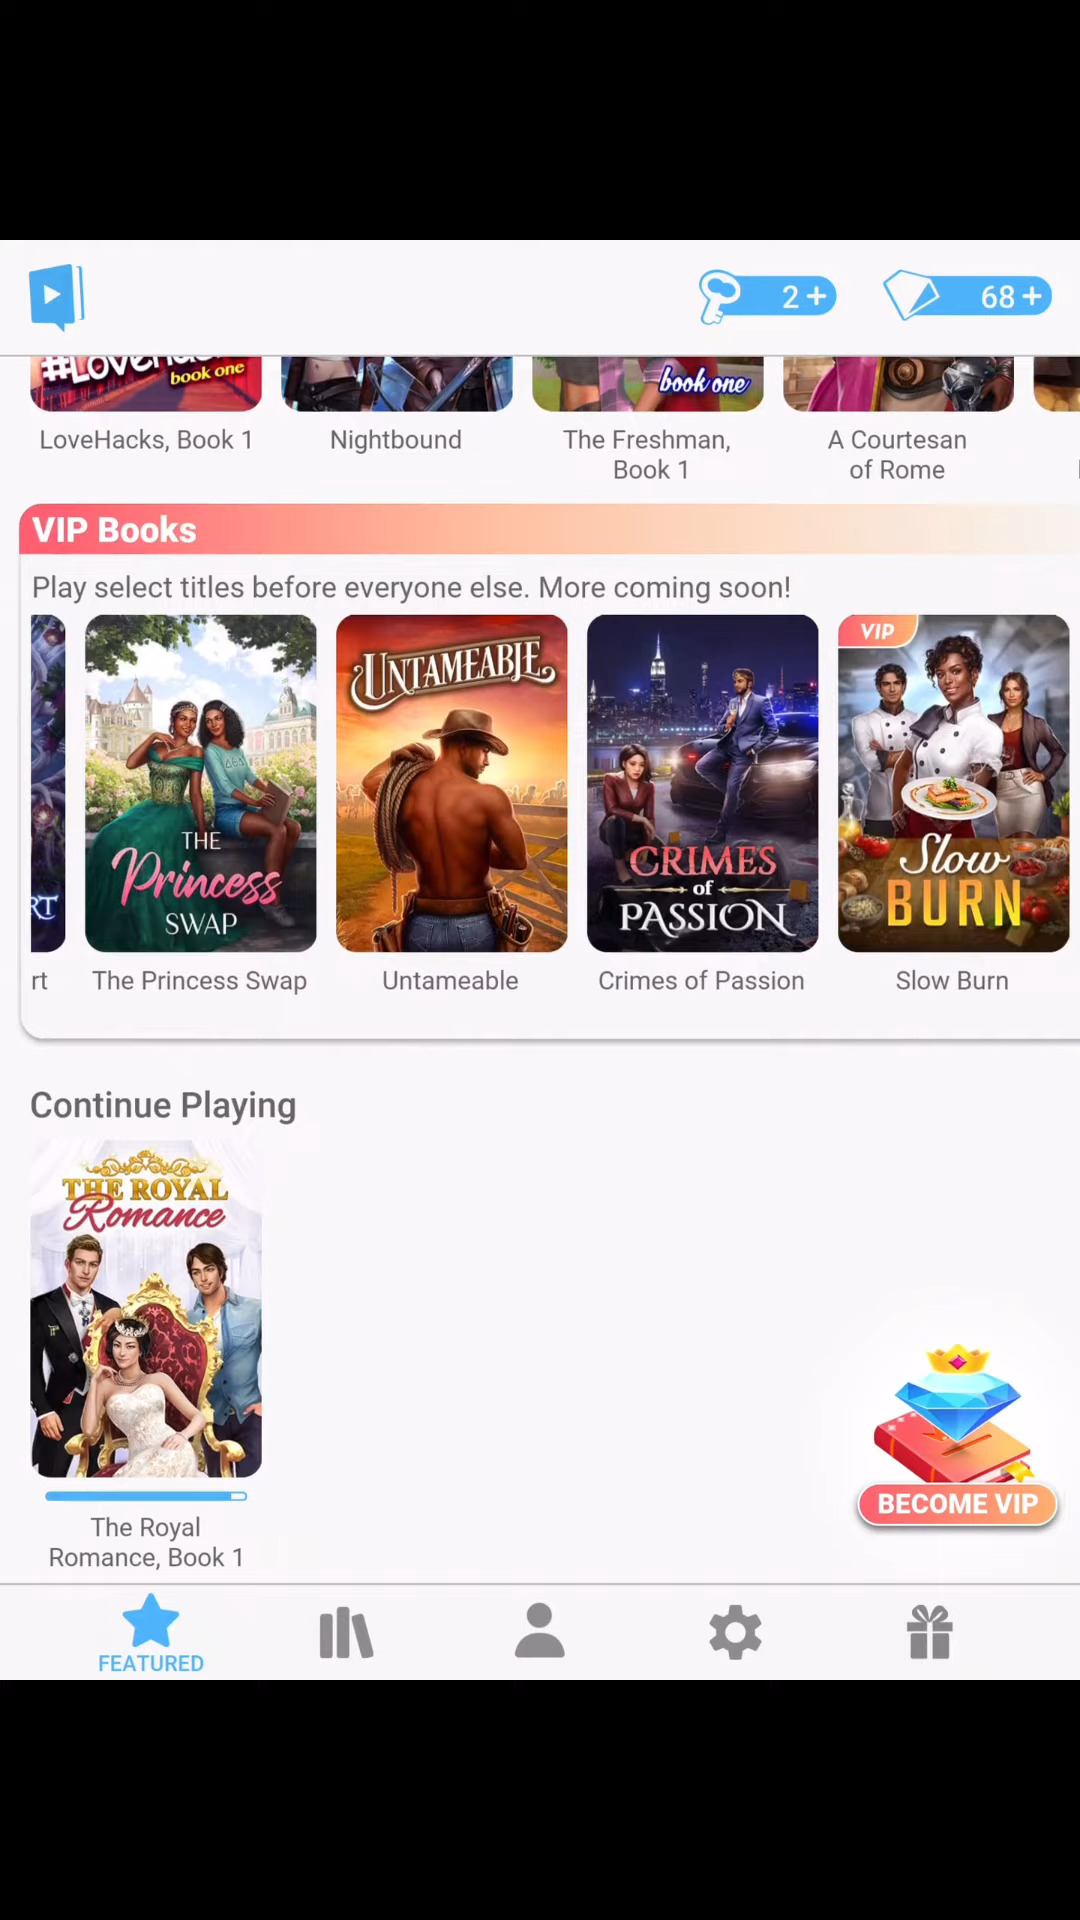 2 +
68 +
#LoveHa
book one
book one
LoveHacks, Book 1
Nightbound
The Freshman,
Book 1
A Courtesan
of Rome
VIP Books
Play select titles before everyone else. More coming soon!
RT
THE
Princess
SWAP
UNTAMEABLE
CRIMES
of
PASSION
VIP
Slow
BURN
rt
The Princess Swap
Untameable
Crimes of Passion
Slow Burn
Continue Playing
THE ROYAL
Romance
The Royal
Romance, Book 1
BECOME VIP
FEATURED